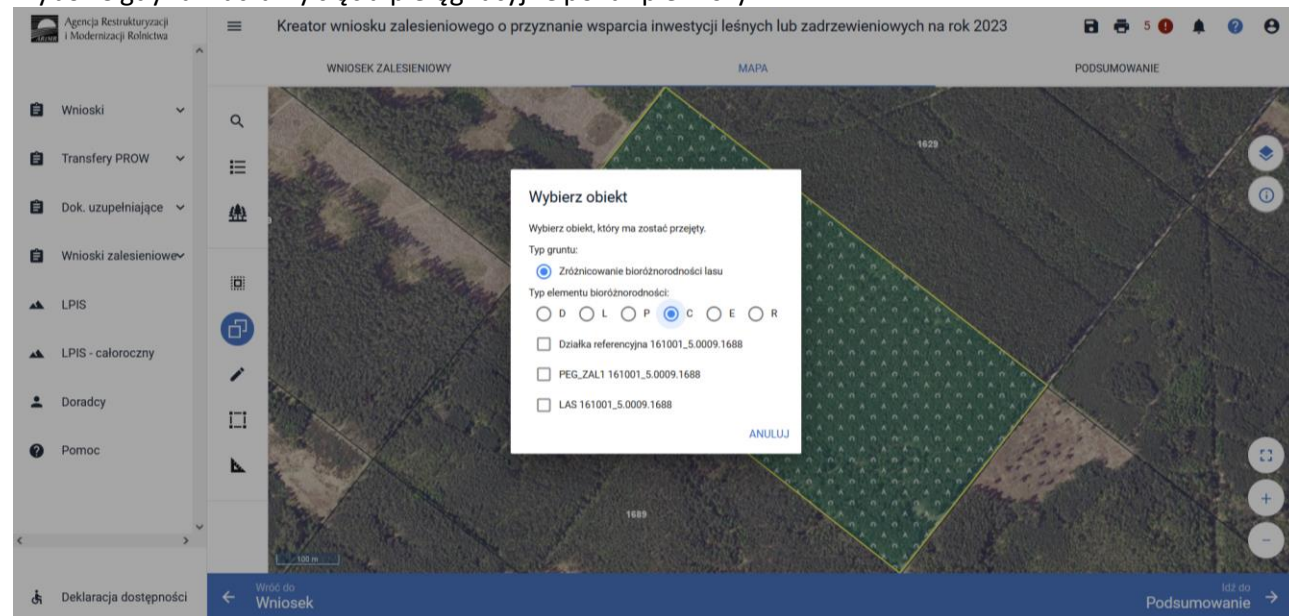 Agencja Restrukturyzacji
i Modernizacji Rolnictwa
Kreator wniosku zalesieniowego o przyznanie wsparcia inwestycji leśnych lub zadrzewieniowych na rok 2023
5
WNIOSEK ZALESIENIOWY
MAPA
PODSUMOWANIE
Wnioski
Transfery PROW
Dok. uzupełniające
Wnioski zalesieniowe
LPIS
LPIS - całoroczny
Doradcy
Pomoc
Deklaracja dostępności
1629
Wybierz obiekt
Wybierz obiekt, który ma zostać przejęty.
Typ gruntu:
Zróżnicowanie bioróżnorodności lasu
Typ elementu bioróżnorodności:
D L P C E R
Działka referencyjna 161001_5.0009.1688
PEG_ZAL1 161001_5.0009.1688
LAS 161001_5.0009.1688
ANULUJ
1689
100 m
Wróć do
Wniosek
Idź do
Podsumowanie